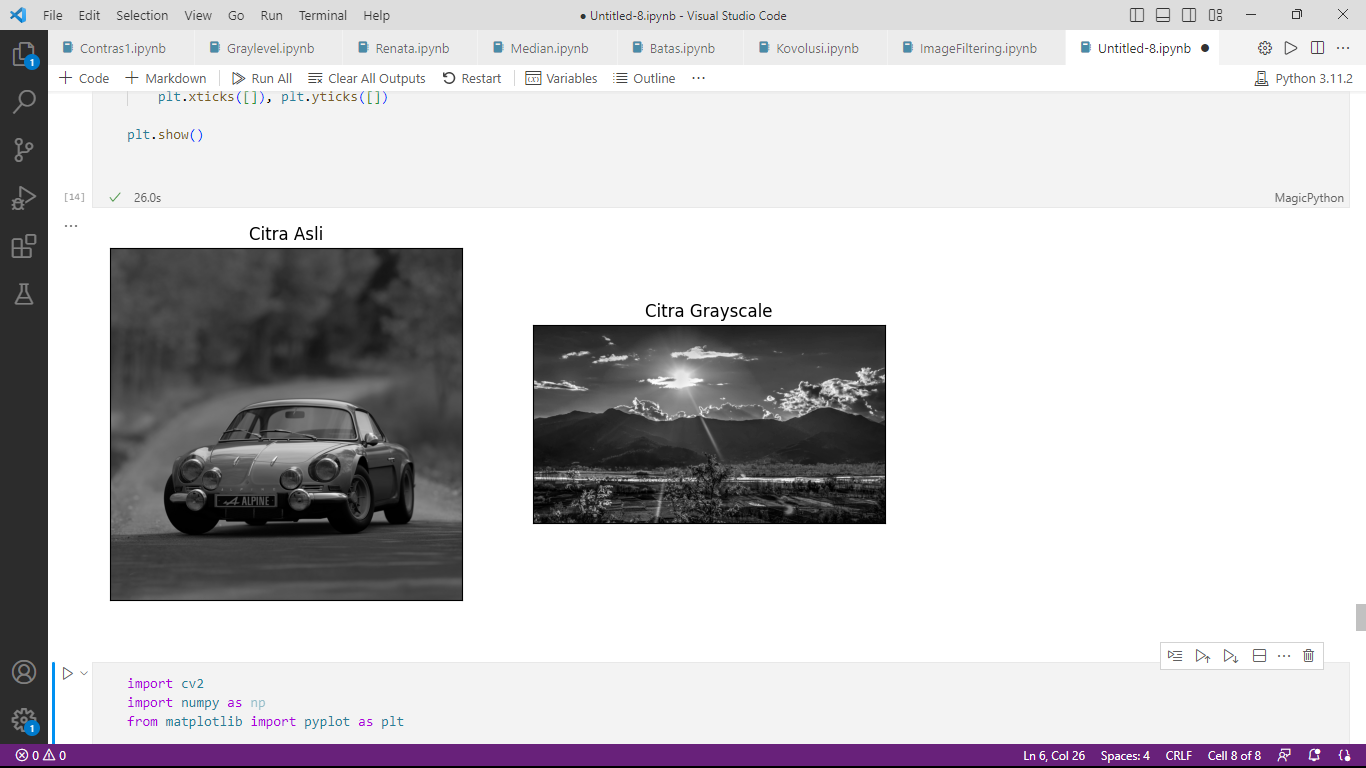 File Edit Selection View Go Run Terminal Help
● Untitled-8.ipynb - Visual Studio Code
Contras1.ipynb Graylevel.ipynb Renata.ipynb Median.ipynb Batas.ipynb Kovolusi.ipynb ImageFiltering.ipynb Untitled-8.ipynb ●
+ Code + Markdown Run All Clear All Outputs Restart Variables Outline ...
Python 3.11.2
1
plt.xticks([]), plt.yticks([])
plt.show()
[14] ✓ 26.0s
MagicPython
...
Citra Asli
Citra Grayscale
ALPINE
import cv2
import numpy as np
from matplotlib import pyplot as plt
1
0 0
Ln 6, Col 26 Spaces: 4 CRLF Cell 8 of 8